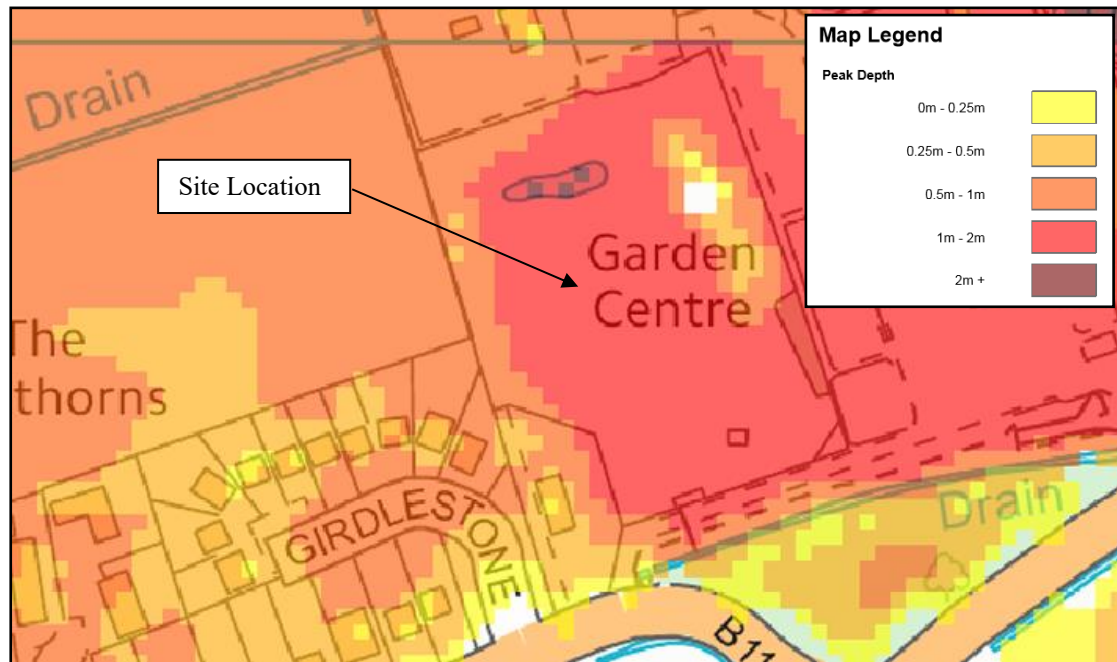 Map Legend
Peak Depth
0m - 0.25m
0.25m - 0.5m
0.5m - 1m
1m - 2m
2m +
Drain
Site Location
Garden
Centre
The
thorns
GIRDLESTONE
Drain
B11